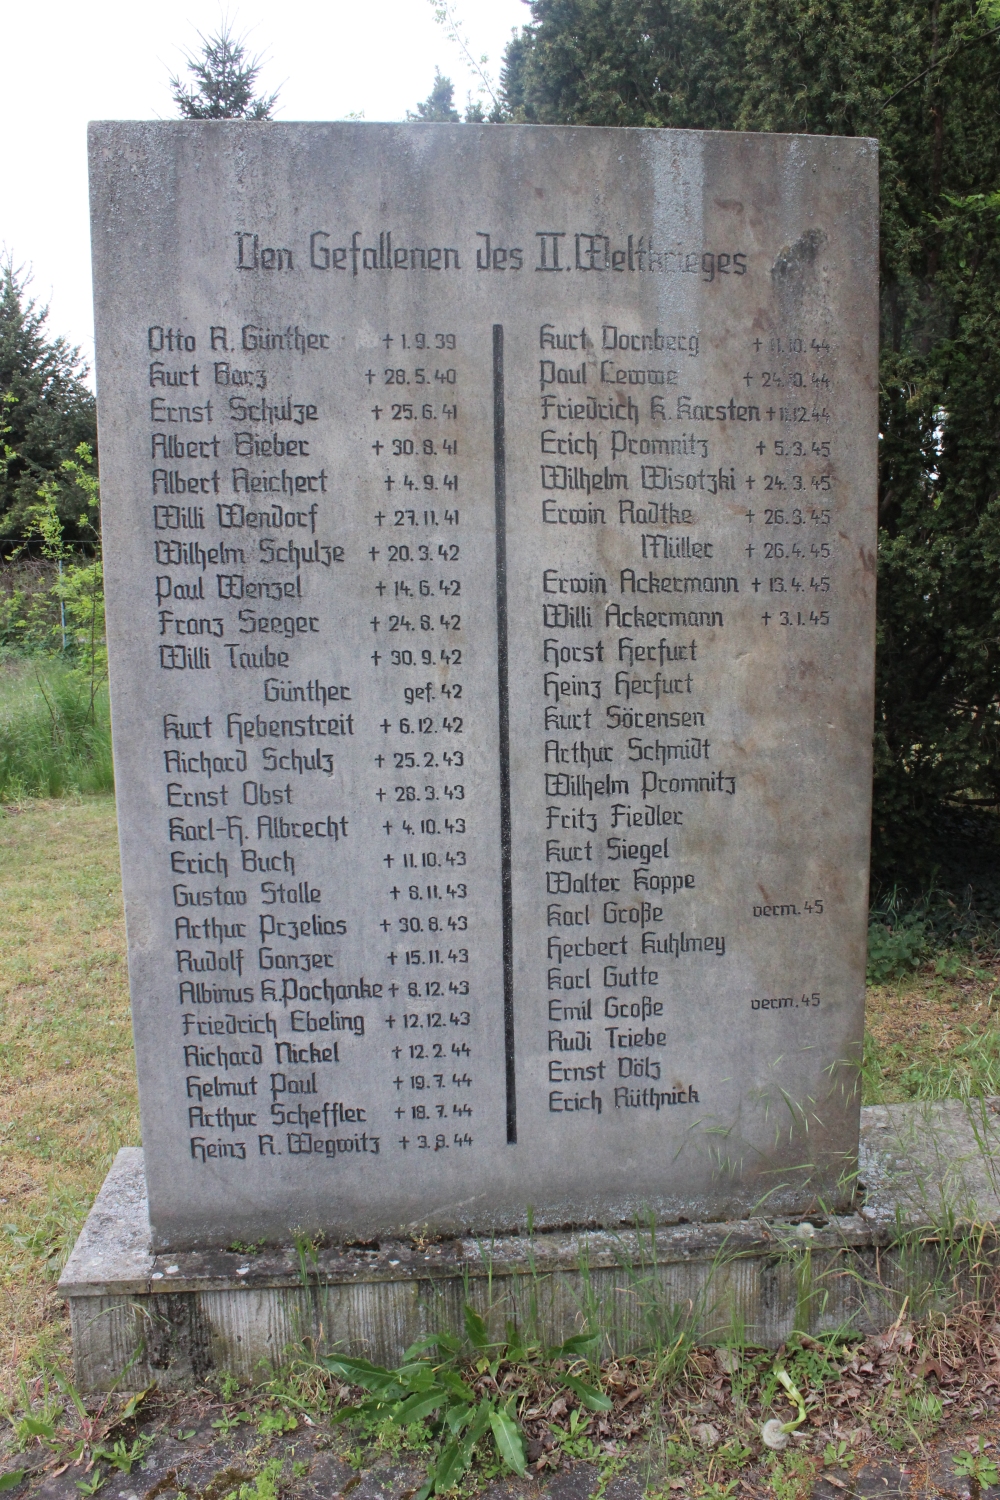 Den Gefallenen des II. Weltkrieges
Otto R. Günther + 1. 9. 39
Kurt Barz † 28. 5. 40
Ernst Schulze + 25. 6. 41
Albert Bieber + 30. 8. 41
Albert Reichert + 4. 9. 41
Willi Wendorf + 27. 11. 41
Wilhelm Schulze + 20. 3. 42
Paul Wenzel + 14. 6. 42
Franz Seeger + 24. 8. 42
Willi Taube + 30. 9. 42
Günther gef. 42
Kurt Hebenstreit + 6. 12. 42
Richard Schulz + 25. 2. 43
Ernst Obst + 28. 3. 43
Karl-H. Albrecht + 4. 10. 43
Erich Buch + 11. 10. 43
Gustav Stolle + 8. 11. 43
Arthur Przelias + 30. 8. 43
Rudolf Ganzer + 15. 11. 43
Albinus K. Pochanke + 8. 12. 43
Friedrich Ebeling + 12. 12. 43
Richard Nickel + 12. 2. 44
Helmut Paul + 19. 7. 44
Arthur Scheffler + 18. 7. 44
Heinz R. Wegwitz + 3. 8. 44
Kurt Dornberg + 11. 10. 44
Paul Lemme + 24. 10. 44
Friedrich K. Karsten + 11. 12. 44
Erich Promnitz + 5. 3. 45
Wilhelm Wisotzki + 24. 3. 45
Erwin Radtke + 26. 3. 45
Müller + 26. 4. 45
Erwin Ackermann + 13. 4. 45
Willi Ackermann + 3. 1. 45
Horst Herfurt
Heinz Herfurt
Kurt Sörensen
Arthur Schmidt
Wilhelm Promnitz
Fritz Fiedler
Kurt Siegel
Walter Koppe
Karl Große verm. 45
Herbert Kuhlmey
Karl Gutte
Emil Große verm. 45
Rudi Triebe
Ernst Völz
Erich Rüthnick